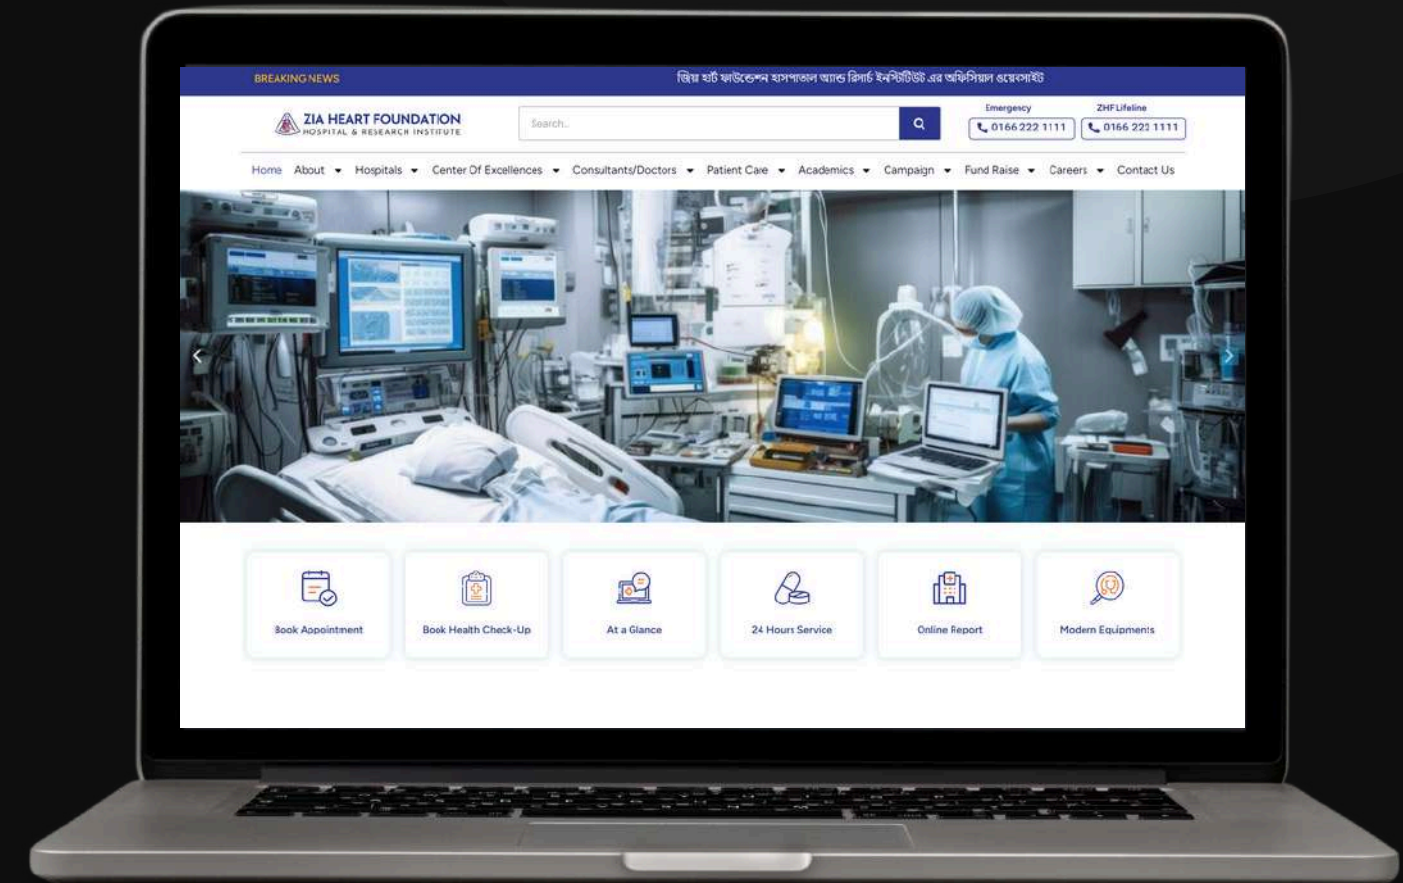 BREAKING NEWS
জিয়া হার্ট ফাউন্ডেশন হাসপাতাল অ্যান্ড রিসার্চ ইনস্টিটিউট এর অফিসিয়াল ওয়েবসাইট
ZIA HEART FOUNDATION
HOSPITAL & RESEARCH INSTITUTE
Search..
Emergency
0166 222 1111
ZHF Lifeline
0166 222 1111
Home About Hospitals Center Of Excellences Consultants/Doctors Patient Care Academics Campaign Fund Raise Careers Contact Us
Book Appointment
Book Health Check-Up
At a Glance
24 Hours Service
Online Report
Modern Equipments